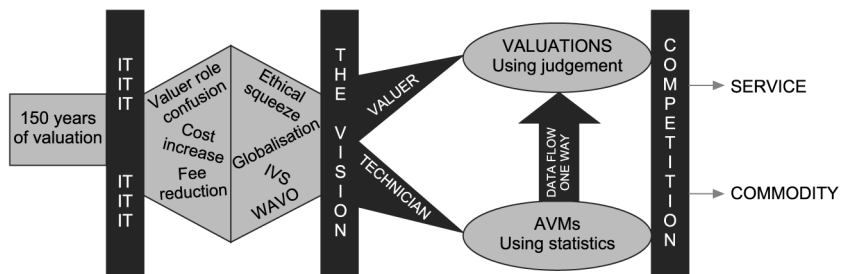 150 years
of valuation
IT
IT
IT
IT
IT
IT
Valuer role
confusion
Cost
increase
Fee
reduction
Ethical
squeeze
Globalisation
IVS
WAVO
THE VISION
VALUER
TECHNICIAN
VALUATIONS
Using judgement
DATA FLOW
ONE WAY
AVMs
Using statistics
COMPETITION
SERVICE
COMMODITY